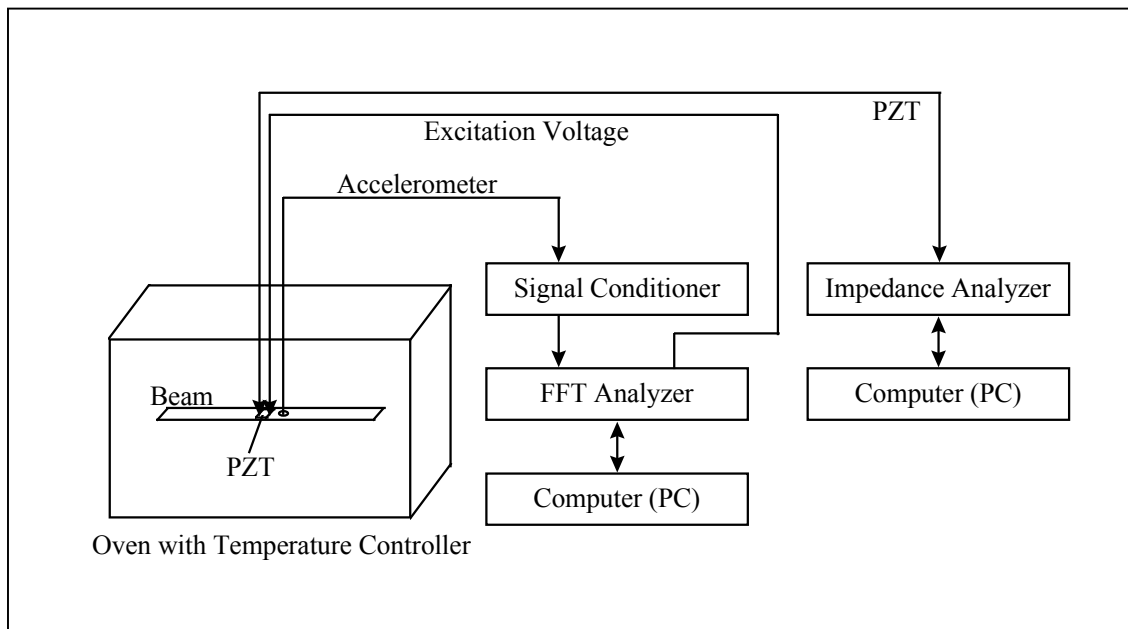 PZT
Excitation Voltage
Accelerometer
Signal Conditioner
Impedance Analyzer
Beam
FFT Analyzer
Computer (PC)
PZT
Computer (PC)
Oven with Temperature Controller